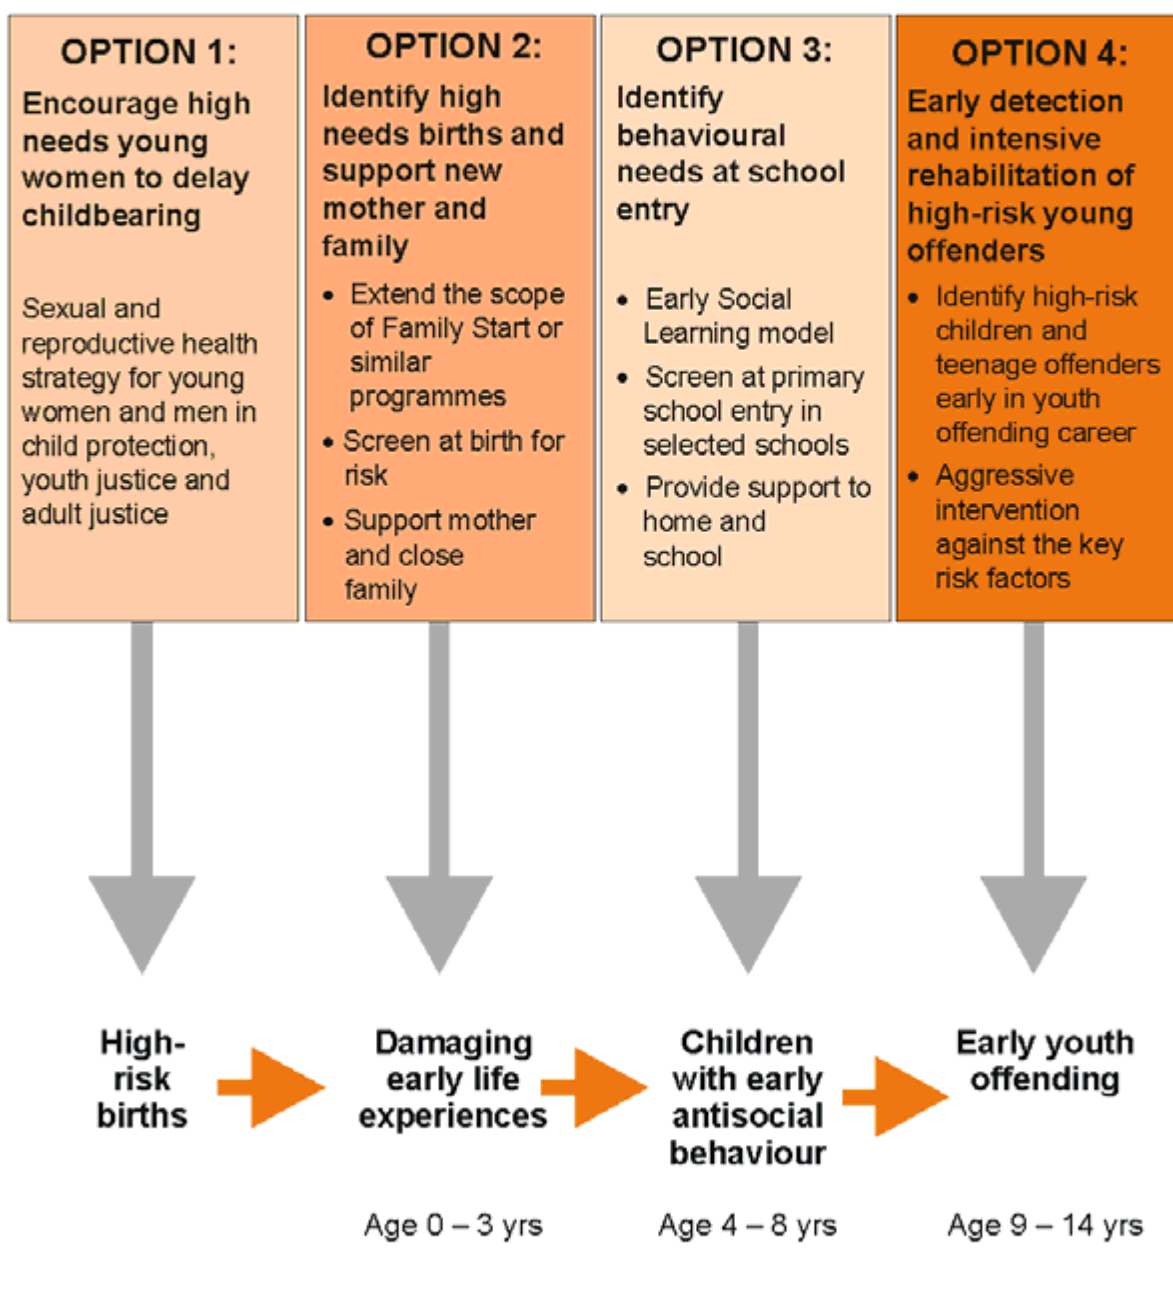 OPTION 1:
Encourage high
needs young
women to delay
childbearing
Sexual and
reproductive health
strategy for young
women and men in
child protection,
youth justice and
adult justice
OPTION 2:
Identify high
needs births and
support new
mother and
family
• Extend the scope
of Family Start or
similar
programmes
• Screen at birth for
risk
• Support mother
and close
family
OPTION 3:
Identify
behavioural
needs at school
entry
• Early Social
Learning model
• Screen at primary
school entry in
selected schools
• Provide support to
home and
school
OPTION 4:
Early detection
and intensive
rehabilitation of
high-risk young
offenders
• Identify high-risk
children and
teenage offenders
early in youth
offending career
• Aggressive
intervention
against the key
risk factors
High-
risk
births
Damaging
early life
experiences
Age 0 – 3 yrs
Children
with early
antisocial
behaviour
Age 4 – 8 yrs
Early youth
offending
Age 9 – 14 yrs